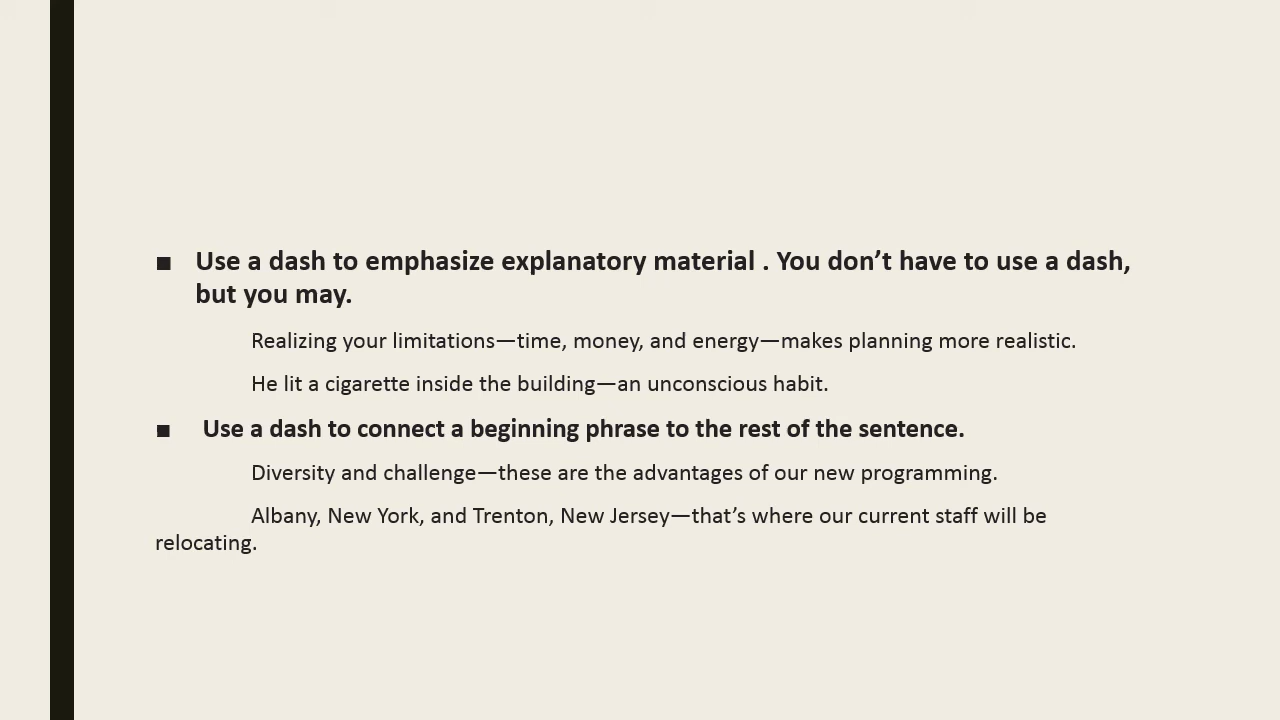 ■ Use a dash to emphasize explanatory material . You don’t have to use a dash,
but you may.
Realizing your limitations—time, money, and energy—makes planning more realistic.
He lit a cigarette inside the building—an unconscious habit.
■ Use a dash to connect a beginning phrase to the rest of the sentence.
Diversity and challenge—these are the advantages of our new programming.
Albany, New York, and Trenton, New Jersey—that’s where our current staff will be
relocating.